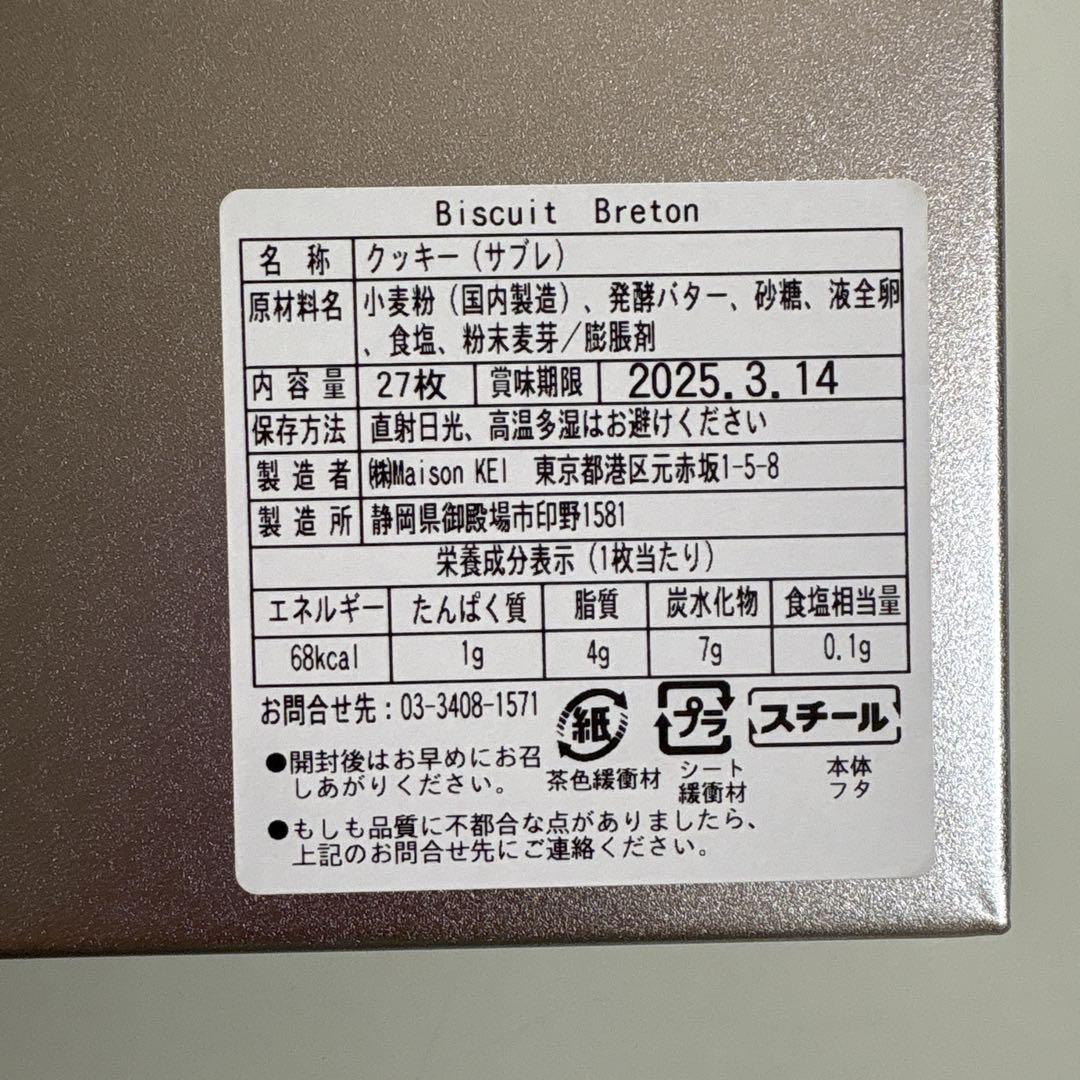 Biscuit Breton
名 称 クッキー(サブレ)
原材料名 小麦粉(国内製造)、発酵バター、砂糖、液全卵
、食塩、粉末麦芽/膨脹剤
内容量 27枚 賞味期限 2025.3.14
保存方法 直射日光、高温多湿はお避けください
製造者 ㈱Maison KEI 東京都港区元赤坂1-5-8
製造所 静岡県御殿場市印野1581
栄養成分表示(1枚当たり)
エネルギー たんぱく質 脂質 炭水化物 食塩相当量
68kcal 1g 4g 7g 0.1g
お問合せ先:03-3408-1571
紙 プラ スチール
茶色緩衝材 シート 本体
緩衝材 フタ
●開封後はお早めにお召
しあがりください。
●もしも品質に不都合な点がありましたら、
上記のお問合せ先にご連絡ください。